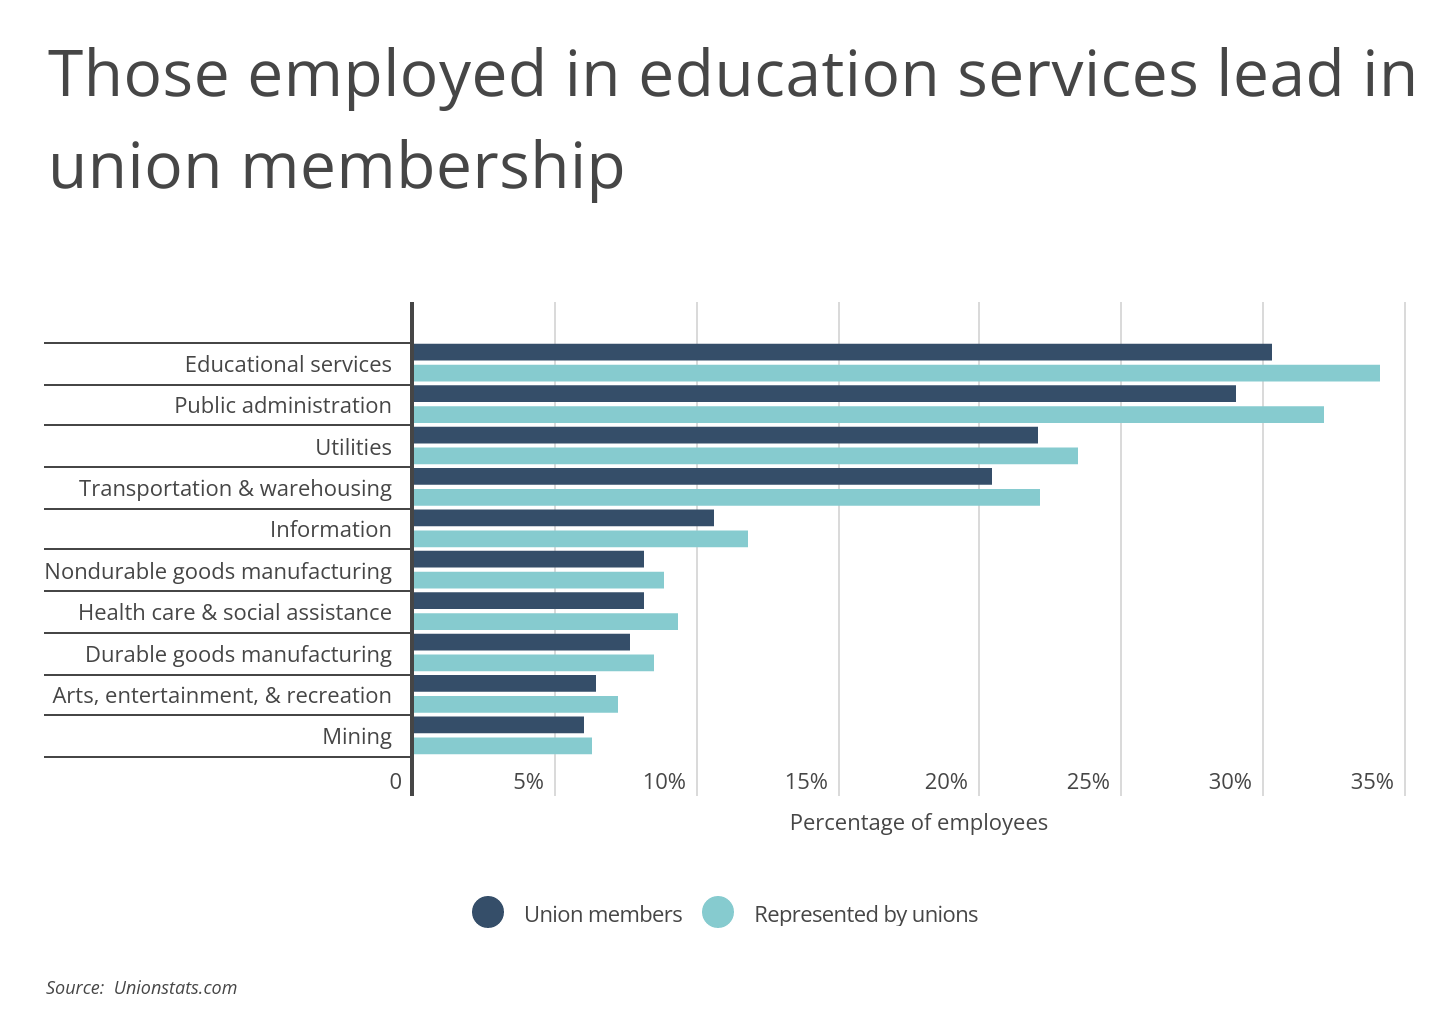 Those employed in education services lead in
union membership
Educational services
Public administration
Utilities
Transportation & warehousing
Information
Nondurable goods manufacturing
Health care & social assistance
Durable goods manufacturing
Arts, entertainment, & recreation
Mining
0 5% 10% 15% 20% 25% 30% 35%
Percentage of employees
Union members Represented by unions
Source: Unionstats.com